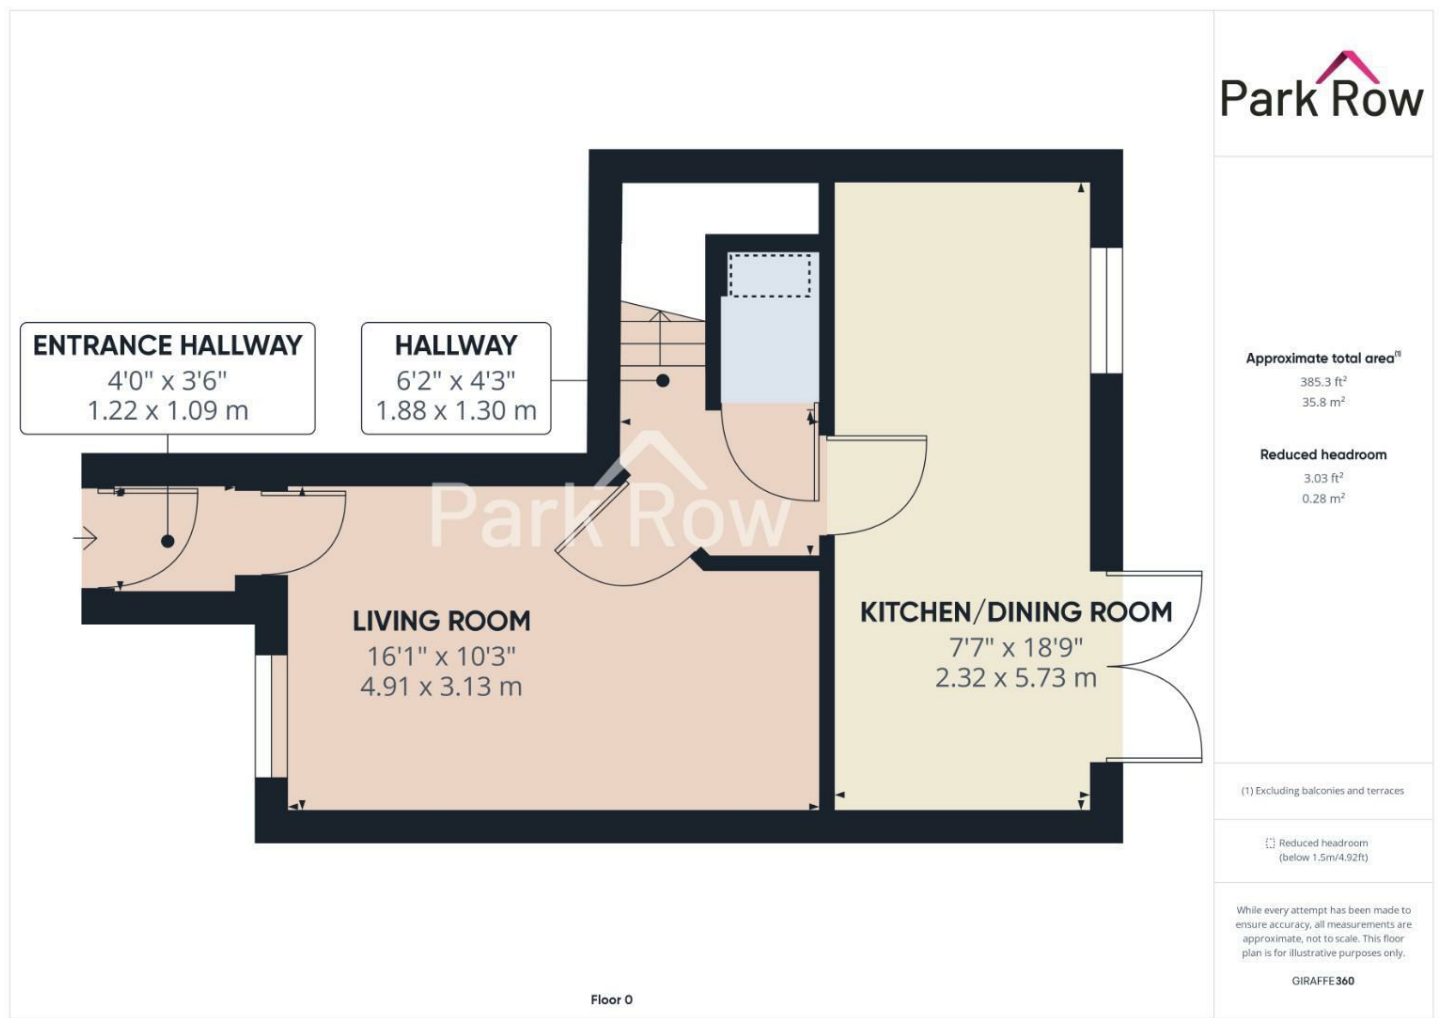 Park Row
ENTRANCE HALLWAY
4'0" x 3'6"
1.22 x 1.09 m
HALLWAY
6'2" x 4'3"
1.88 x 1.30 m
Park Row
LIVING ROOM
16'1" x 10'3"
4.91 x 3.13 m
KITCHEN/DINING ROOM
7'7" x 18'9"
2.32 x 5.73 m
Approximate total area⁽¹⁾
385.3 ft²
35.8 m²
Reduced headroom
3.03 ft²
0.28 m²
(1) Excluding balconies and terraces
Reduced headroom
(below 1.5m/4.92ft)
While every attempt has been made to
ensure accuracy, all measurements are
approximate, not to scale. This floor
plan is for illustrative purposes only.
GIRAFFE360
Floor 0